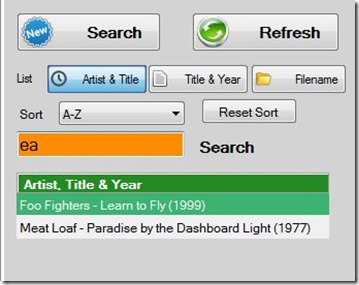 New Search Refresh
List Artist & Title Title & Year Filename
Sort A-Z Reset Sort
ea Search
Artist, Title & Year
Foo Fighters - Learn to Fly (1999)
Meat Loaf - Paradise by the Dashboard Light (1977)